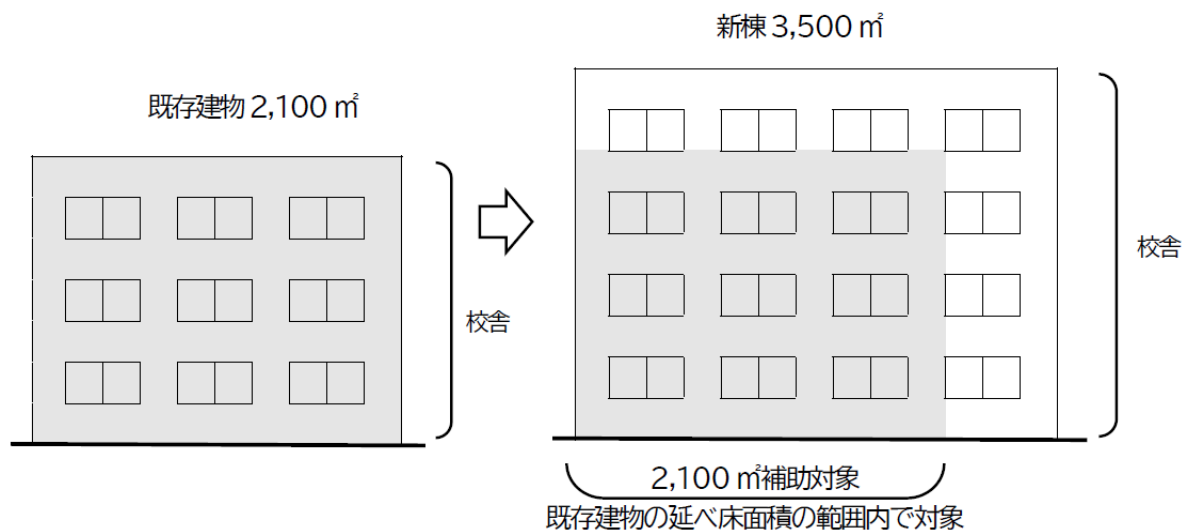 新棟 3,500 ㎡
既存建物 2,100 ㎡
校舎
校舎
2,100 ㎡補助対象
既存建物の延べ床面積の範囲内で対象